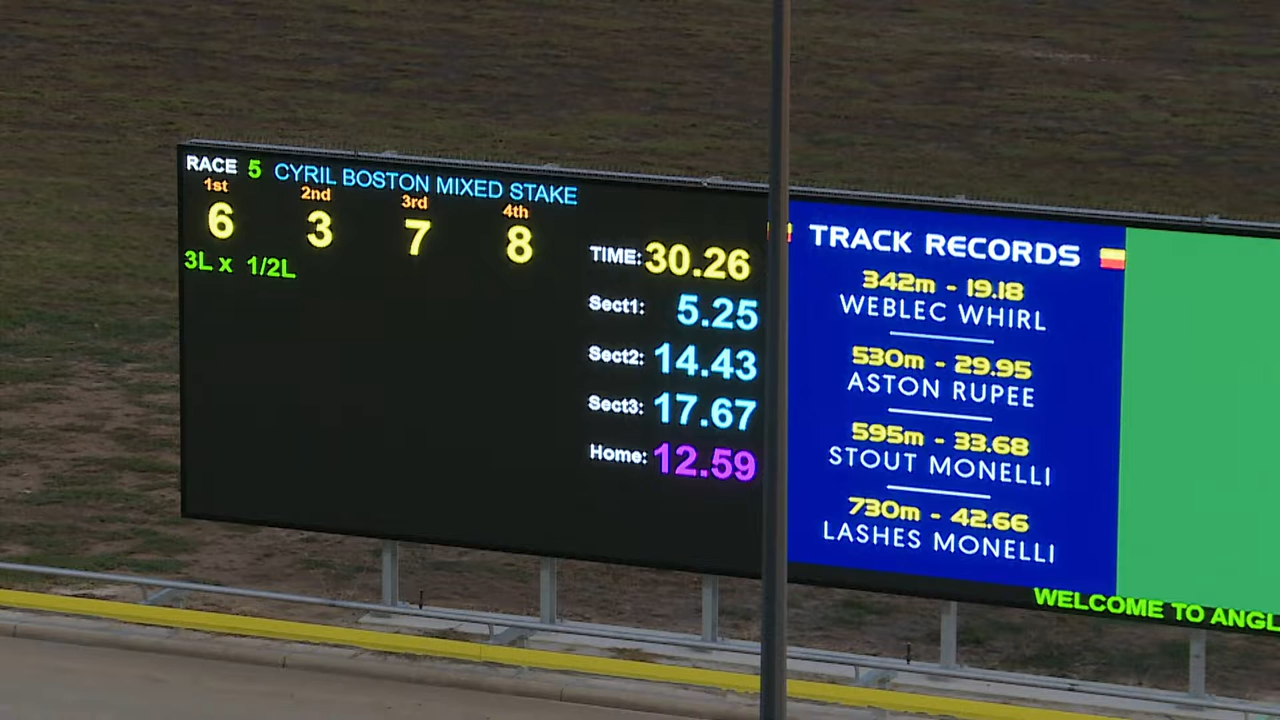 RACE 5 CYRIL BOSTON MIXED STAKE
1st 2nd 3rd 4th
6 3 7 8
3L x 1/2L
TIME: 30.26
Sect1: 5.25
Sect2: 14.43
Sect3: 17.67
Home: 12.59
TRACK RECORDS
342m - 19.18
WEBLEC WHIRL
530m - 29.95
ASTON RUPEE
595m - 33.68
STOUT MONELLI
730m - 42.66
LASHES MONELLI
WELCOME TO ANGL